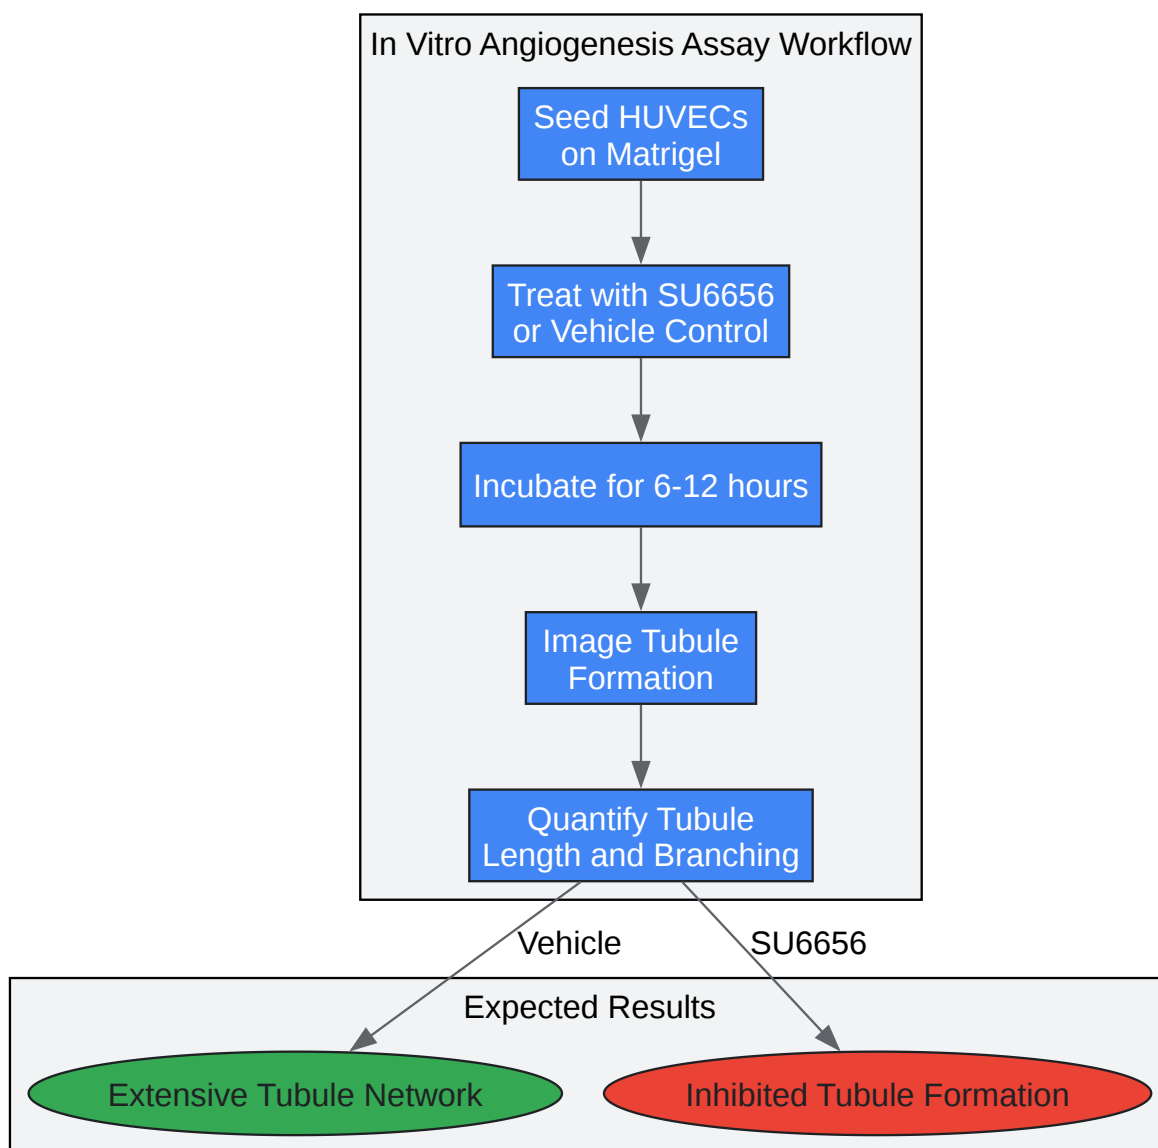 In Vitro Angiogenesis Assay Workflow
Seed HUVECs
on Matrigel
Treat with SU6656
or Vehicle Control
Incubate for 6-12 hours
Image Tubule
Formation
Quantify Tubule
Length and Branching
Vehicle
SU6656
Expected Results
Extensive Tubule Network
Inhibited Tubule Formation